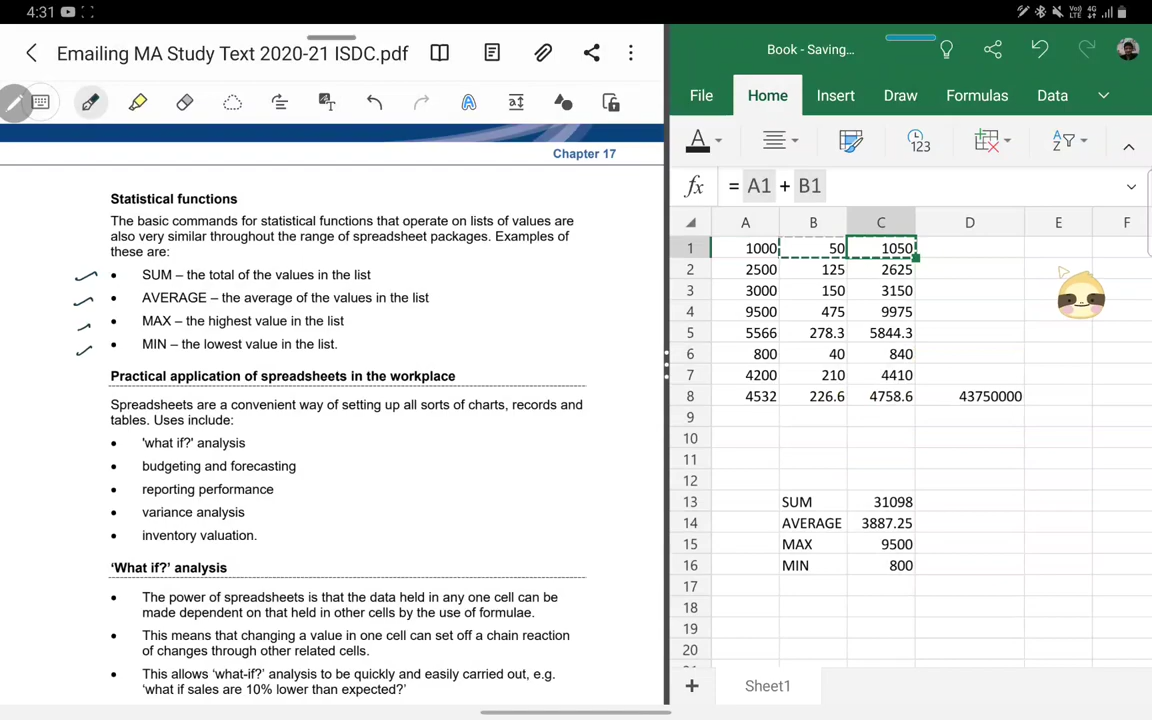 4:31
Vo)) LTE 4G
Emailing MA Study Text 2020-21 ISDC.pdf
Chapter 17
Statistical functions
The basic commands for statistical functions that operate on lists of values are
also very similar throughout the range of spreadsheet packages. Examples of
these are:
• SUM – the total of the values in the list
• AVERAGE – the average of the values in the list
• MAX – the highest value in the list
• MIN – the lowest value in the list.
Practical application of spreadsheets in the workplace
Spreadsheets are a convenient way of setting up all sorts of charts, records and
tables. Uses include:
• 'what if?' analysis
• budgeting and forecasting
• reporting performance
• variance analysis
• inventory valuation.
‘What if?’ analysis
• The power of spreadsheets is that the data held in any one cell can be
made dependent on that held in other cells by the use of formulae.
• This means that changing a value in one cell can set off a chain reaction
of changes through other related cells.
• This allows ‘what-if?’ analysis to be quickly and easily carried out, e.g.
‘what if sales are 10% lower than expected?’
Book - Saving...
File Home Insert Draw Formulas Data
A 123 A Z
fx = A1 + B1
A B C D E F
1 1000 50 1050
2 2500 125 2625
3 3000 150 3150
4 9500 475 9975
5 5566 278.3 5844.3
6 800 40 840
7 4200 210 4410
8 4532 226.6 4758.6 43750000
9
10
11
12
13 SUM 31098
14 AVERAGE 3887.25
15 MAX 9500
16 MIN 800
17
18
19
20
+ Sheet1